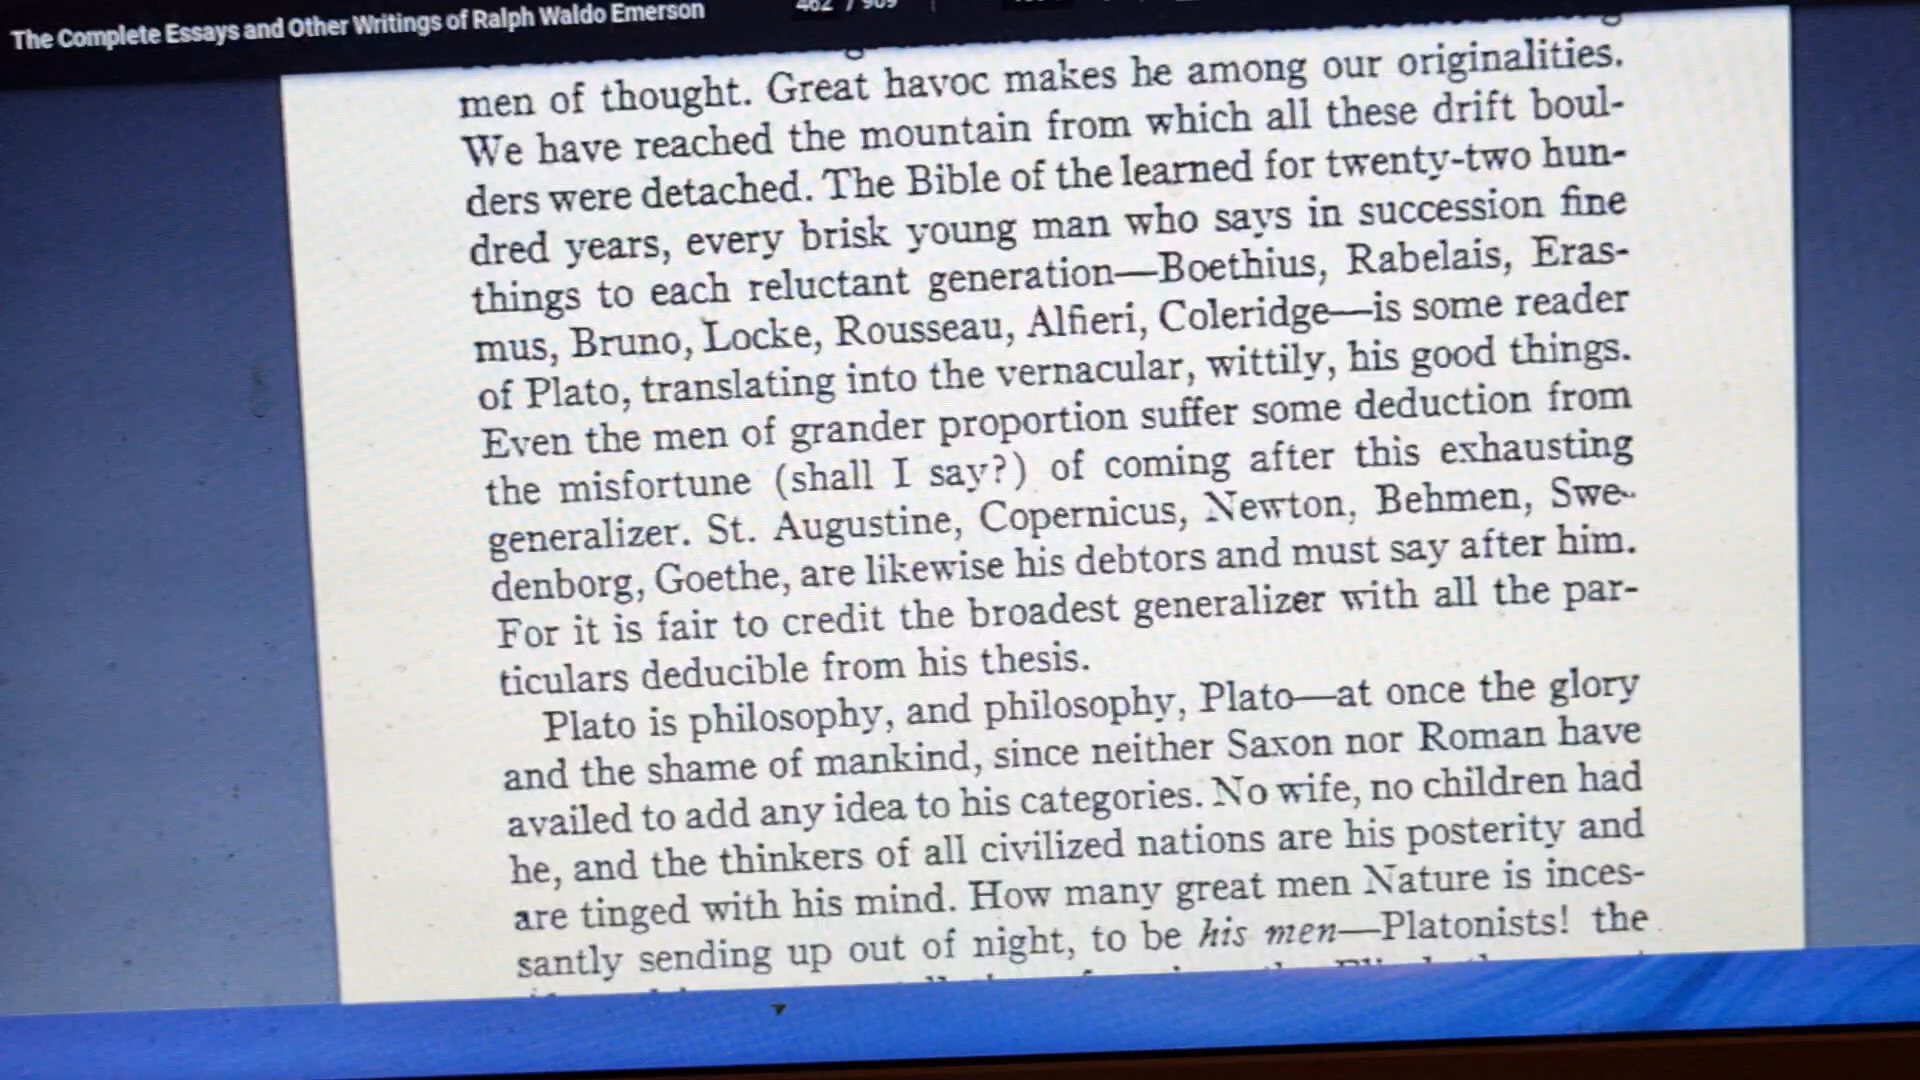 The Complete Essays and Other Writings of Ralph Waldo Emerson
men of thought. Great havoc makes he among our originalities.
We have reached the mountain from which all these drift boul-
ders were detached. The Bible of the learned for twenty-two hun-
dred years, every brisk young man who says in succession fine
things to each reluctant generation—Boethius, Rabelais, Eras-
mus, Bruno, Locke, Rousseau, Alfieri, Coleridge—is some reader
of Plato, translating into the vernacular, wittily, his good things.
Even the men of grander proportion suffer some deduction from
the misfortune (shall I say?) of coming after this exhausting
generalizer. St. Augustine, Copernicus, Newton, Behmen, Swe-
denborg, Goethe, are likewise his debtors and must say after him.
For it is fair to credit the broadest generalizer with all the par-
ticulars deducible from his thesis.
Plato is philosophy, and philosophy, Plato—at once the glory
and the shame of mankind, since neither Saxon nor Roman have
availed to add any idea to his categories. No wife, no children had
he, and the thinkers of all civilized nations are his posterity and
are tinged with his mind. How many great men Nature is inces-
santly sending up out of night, to be his men—Platonists! the